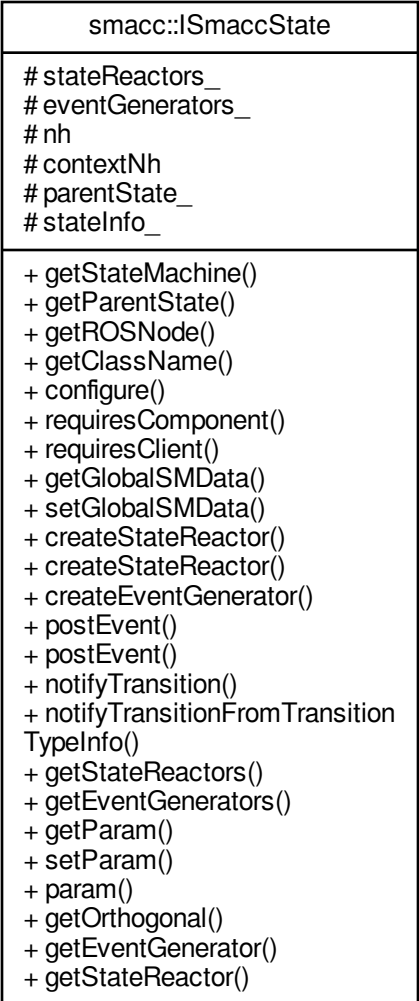 smacc::ISmaccState
# stateReactors_
# eventGenerators_
# nh
# contextNh
# parentState_
# stateInfo_
+ getStateMachine()
+ getParentState()
+ getROSNode()
+ getClassName()
+ configure()
+ requiresComponent()
+ requiresClient()
+ getGlobalSMData()
+ setGlobalSMData()
+ createStateReactor()
+ createStateReactor()
+ createEventGenerator()
+ postEvent()
+ postEvent()
+ notifyTransition()
+ notifyTransitionFromTransition
TypeInfo()
+ getStateReactors()
+ getEventGenerators()
+ getParam()
+ setParam()
+ param()
+ getOrthogonal()
+ getEventGenerator()
+ getStateReactor()